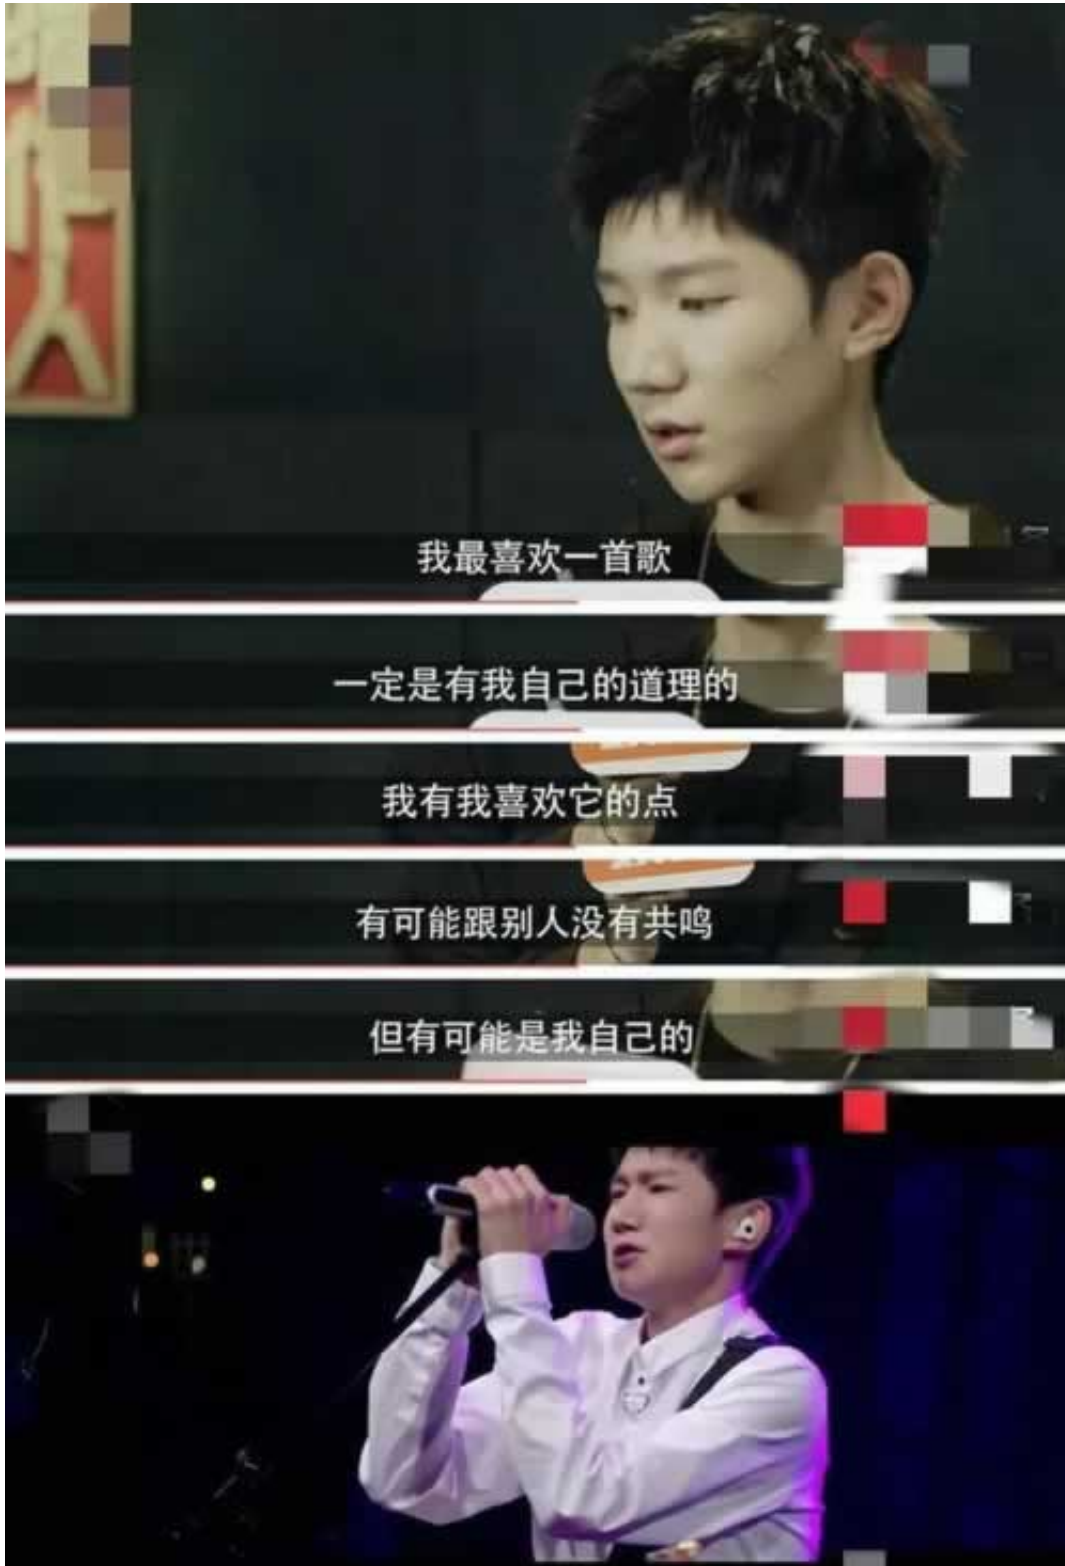 我最喜欢一首歌
一定是有我自己的道理的
我有我喜欢它的点
有可能跟别人没有共鸣
但有可能是我自己的